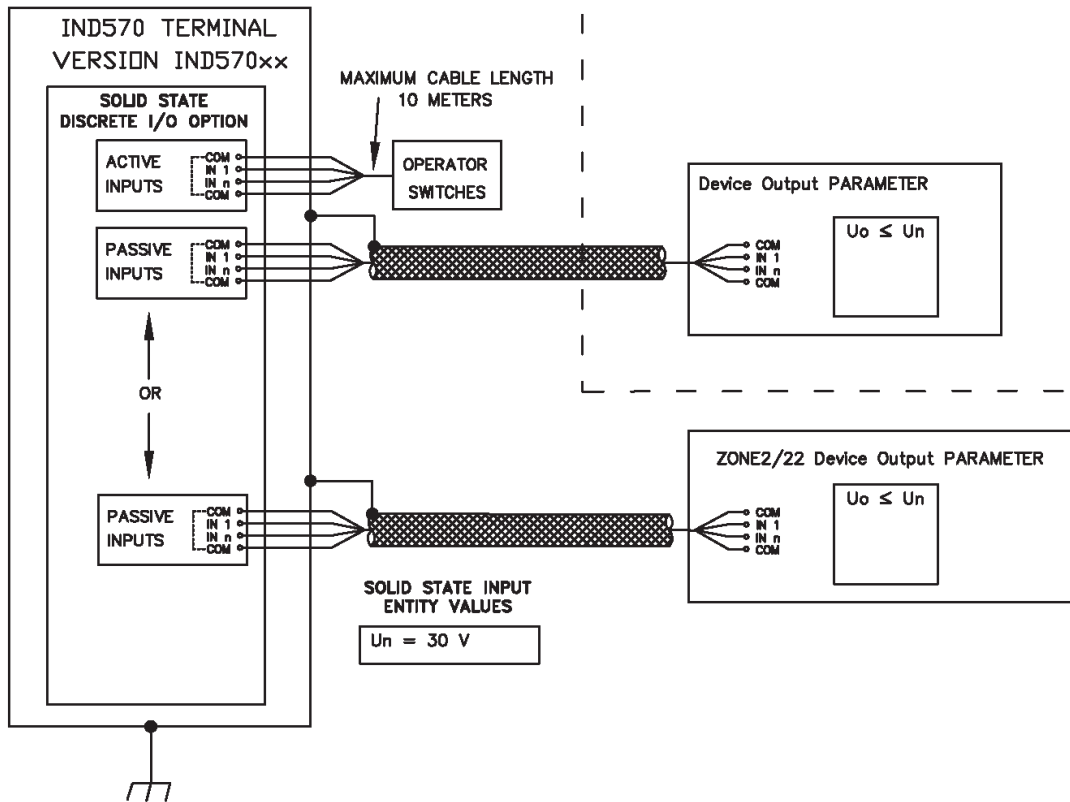 IND570 TERMINAL
VERSION IND570xx
SOLID STATE
DISCRETE I/O OPTION
ACTIVE
INPUTS
COM
IN 1
IN n
COM
MAXIMUM CABLE LENGTH
10 METERS
OPERATOR
SWITCHES
PASSIVE
INPUTS
COM
IN 1
IN n
COM
Device Output PARAMETER
COM
IN 1
IN n
COM
Uo ≤ Un
OR
PASSIVE
INPUTS
COM
IN 1
IN n
COM
ZONE2/22 Device Output PARAMETER
COM
IN 1
IN n
COM
Uo ≤ Un
SOLID STATE INPUT
ENTITY VALUES
Un = 30 V